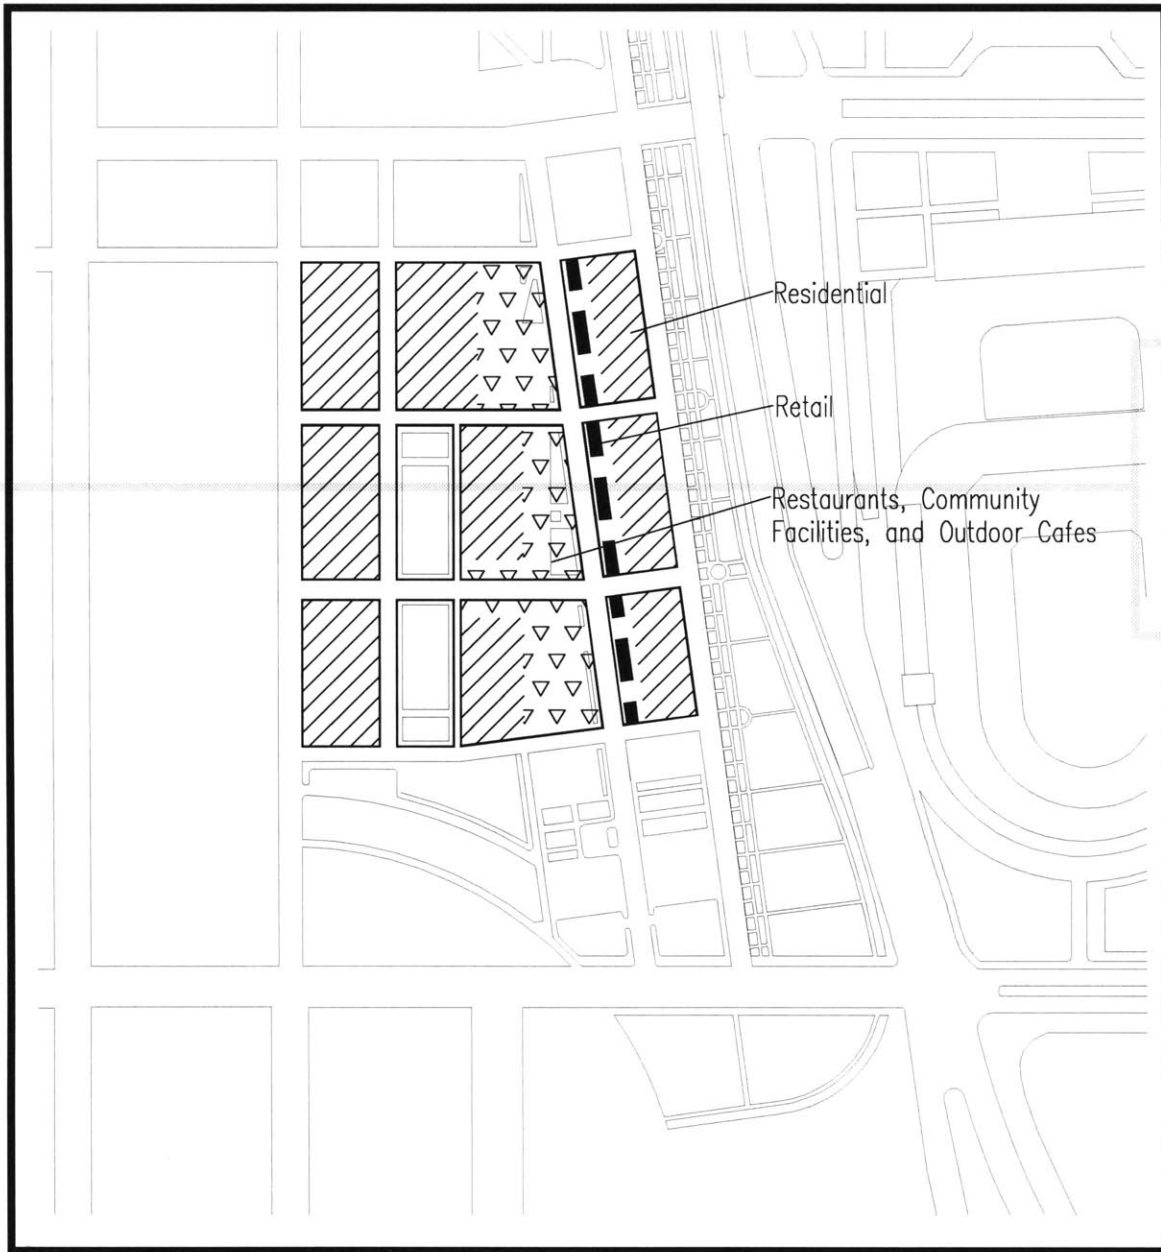 Residential
Retail
Restaurants, Community
Facilities, and Outdoor Cafes